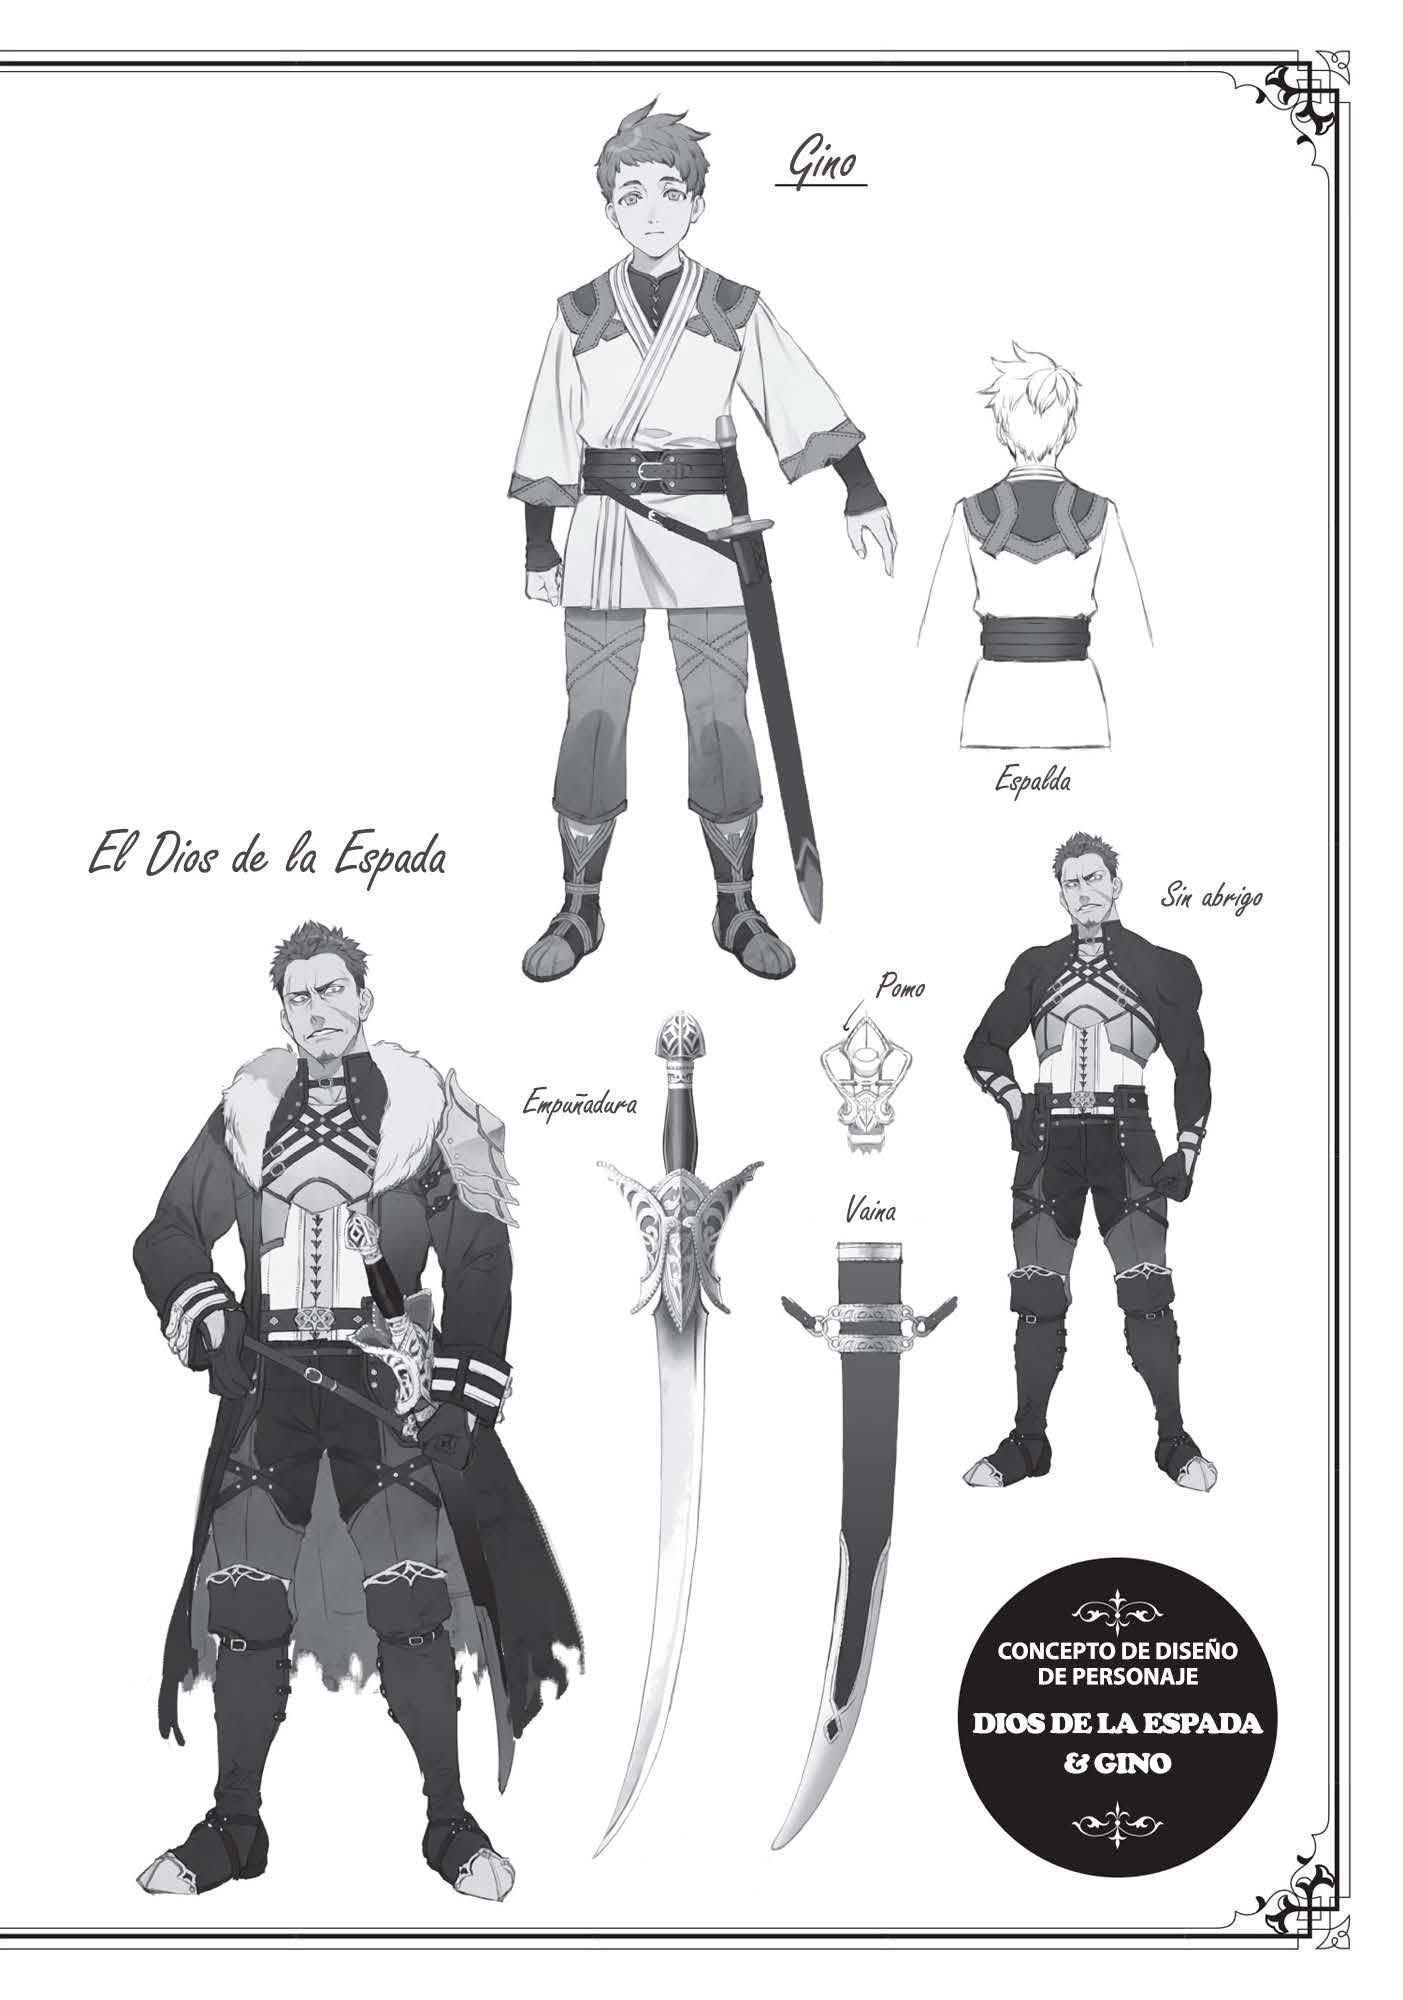 Gino
Espalda
El Dios de la Espada
Sin abrigo
Pomo
Empuñadura
Vaina
CONCEPTO DE DISEÑO
DE PERSONAJE
DIOS DE LA ESPADA
& GINO